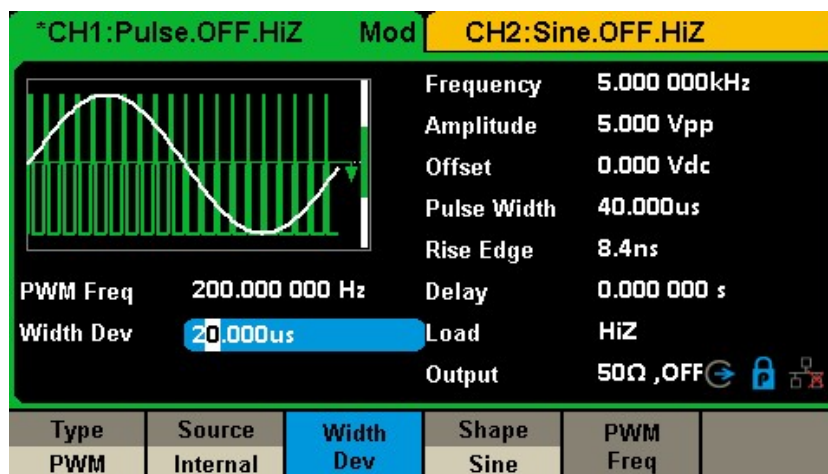 *CH1:Pulse.OFF.HiZ Mod CH2:Sine.OFF.HiZ
Frequency 5.000 000kHz
Amplitude 5.000 Vpp
Offset 0.000 Vdc
Pulse Width 40.000us
Rise Edge 8.4ns
PWM Freq 200.000 000 Hz Delay 0.000 000 s
Width Dev 20.000us Load HiZ
Output 50Ω ,OFF P
Type Source Width Dev Shape PWM Freq
PWM Internal Sine